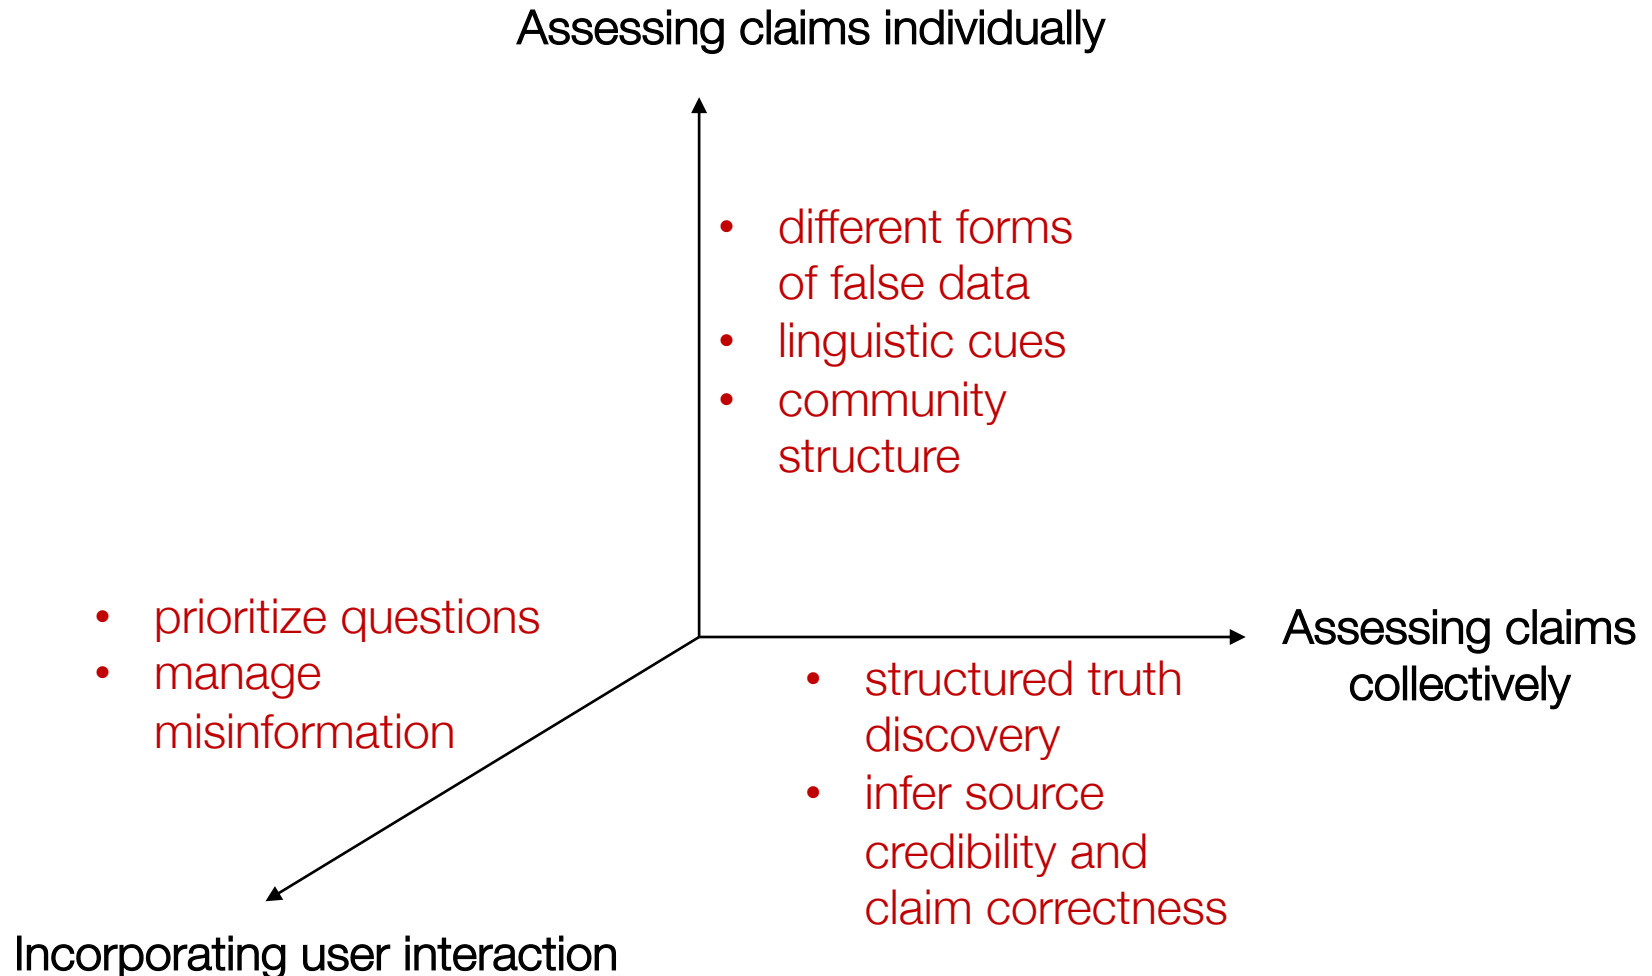 Assessing claims individually
• different forms
of false data
• linguistic cues
• community
structure
• prioritize questions
• manage
misinformation
Assessing claims
collectively
• structured truth
discovery
• infer source
credibility and
claim correctness
Incorporating user interaction